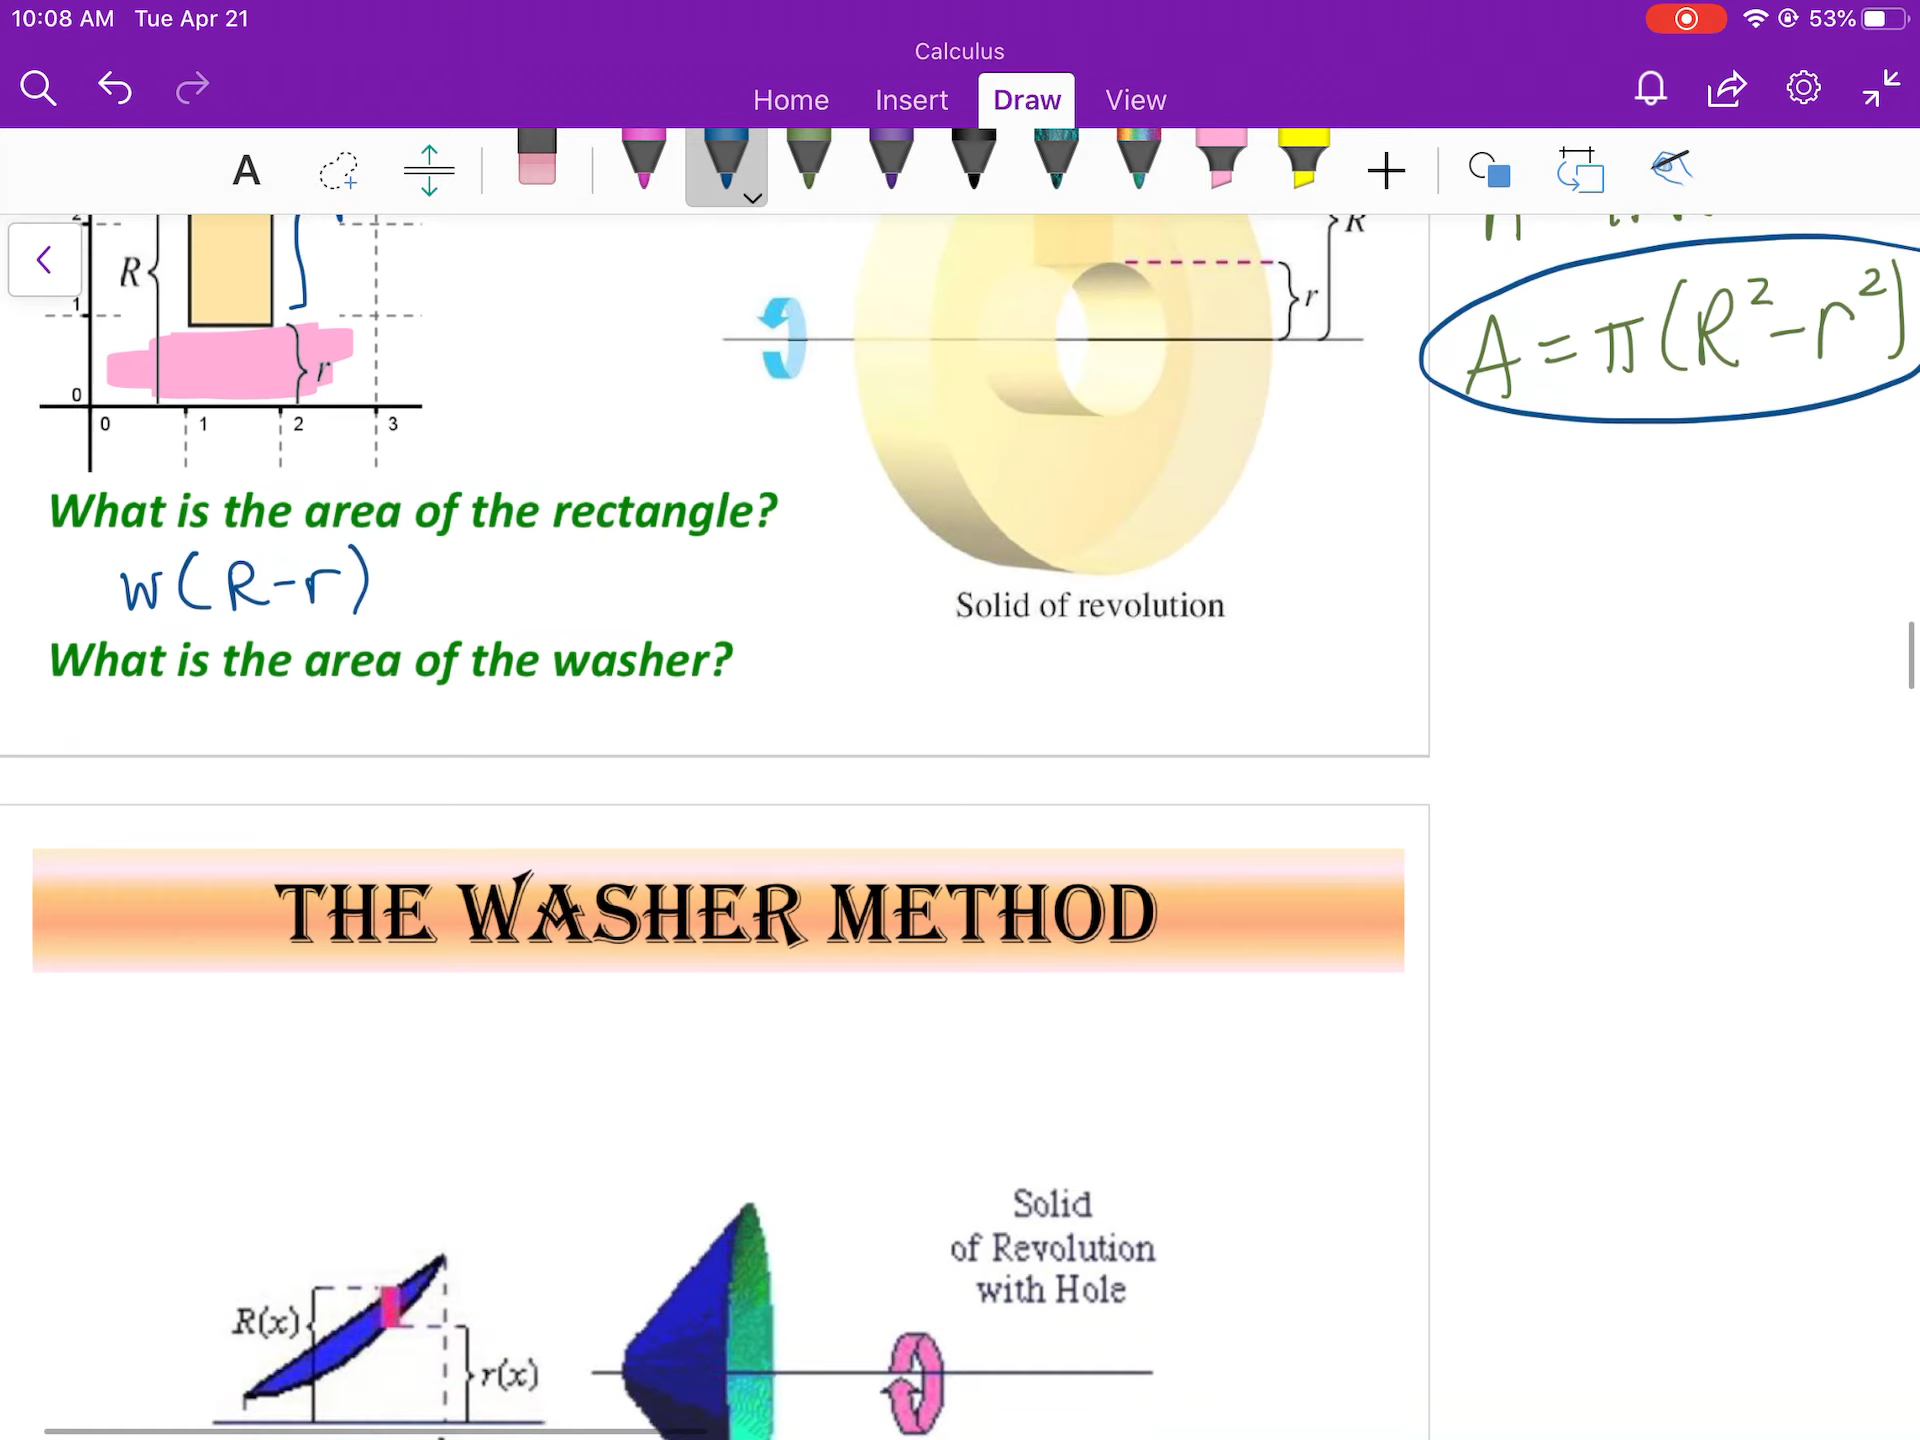 10:08 AM Tue Apr 21
53%
Calculus
Home Insert Draw View
A
2
R
1
r
0
0 1 2 3
R
r
A = π(R²-r²)
What is the area of the rectangle?
w(R-r)
Solid of revolution
What is the area of the washer?
THE WASHER METHOD
Solid
of Revolution
with Hole
R(x)
r(x)